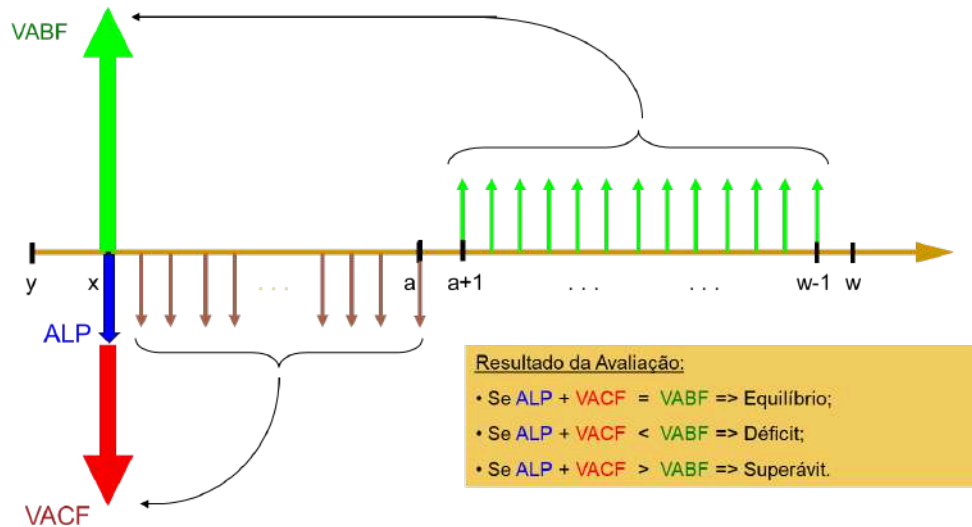 VABF
y
x
. . .
a
a+1
. . .
. . .
w-1
w
ALP
VACF
Resultado da Avaliação:
• Se ALP + VACF = VABF => Equilíbrio;
• Se ALP + VACF < VABF => Déficit;
• Se ALP + VACF > VABF => Superávit.